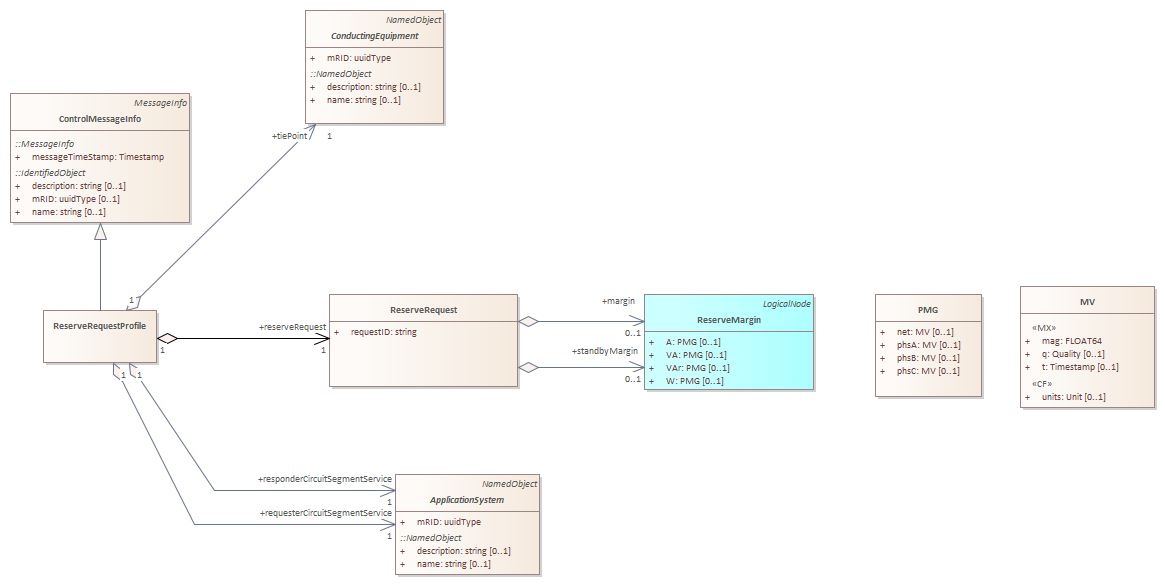 NamedObject
ConductingEquipment
+ mRID: uuidType
::NamedObject
+ description: string [0..1]
+ name: string [0..1]
MessageInfo
ControlMessageInfo
::MessageInfo
+ messageTimeStamp: Timestamp
::IdentifiedObject
+ description: string [0..1]
+ mRID: uuidType [0..1]
+ name: string [0..1]
+tiePoint
1
1
ReserveRequestProfile
+reserveRequest
1
1
ReserveRequest
+ requestID: string
+margin
0..1
+standbyMargin
0..1
LogicalNode
ReserveMargin
+ A: PMG [0..1]
+ VA: PMG [0..1]
+ VAr: PMG [0..1]
+ W: PMG [0..1]
PMG
+ net: MV [0..1]
+ phsA: MV [0..1]
+ phsB: MV [0..1]
+ phsC: MV [0..1]
MV
«MX»
+ mag: FLOAT64
+ q: Quality [0..1]
+ t: Timestamp [0..1]
«CF»
+ units: Unit [0..1]
1
1
+responderCircuitSegmentService
1
+requesterCircuitSegmentService
1
NamedObject
ApplicationSystem
+ mRID: uuidType
::NamedObject
+ description: string [0..1]
+ name: string [0..1]